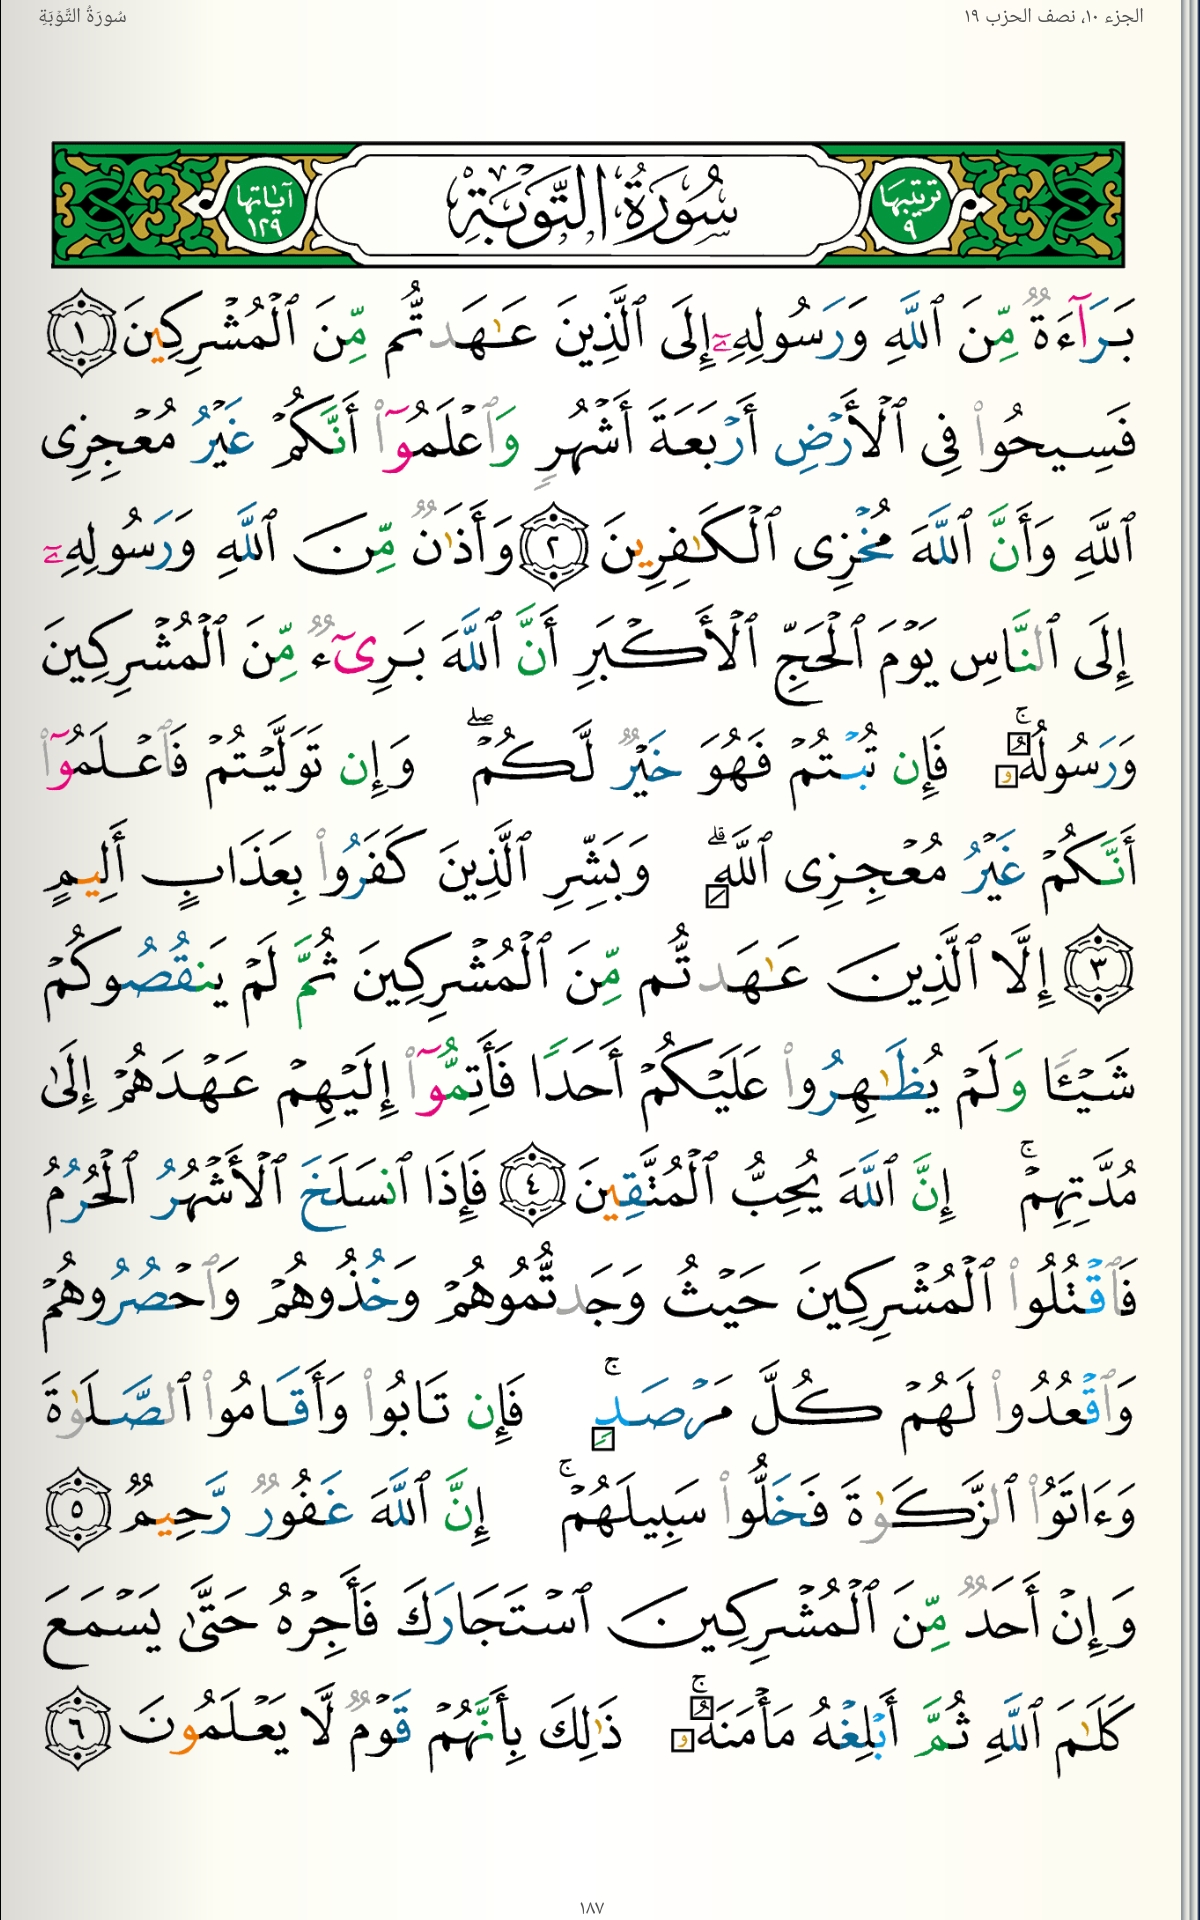 الجزء ١٠، نصف الحزب ١٩
سُورَةُ التَّوۡبَةِ
تَرتيبُهَا ٩
سُورَةُ التَّوۡبَةِ
آيَاتهَا ١٢٩
بَرَآءَةٞ مِّنَ ٱللَّهِ وَرَسُولِهِۦٓ إِلَى ٱلَّذِينَ عَٰهَدتُّم مِّنَ ٱلۡمُشۡرِكِينَ ١
فَسِيحُواْ فِي ٱلۡأَرۡضِ أَرۡبَعَةَ أَشۡهُرٖ وَٱعۡلَمُوٓاْ أَنَّكُمۡ غَيۡرُ مُعۡجِزِي
ٱللَّهِ وَأَنَّ ٱللَّهَ مُخۡزِي ٱلۡكَٰفِرِينَ ٢ وَأَذَٰنٞ مِّنَ ٱللَّهِ وَرَسُولِهِۦٓ
إِلَى ٱلنَّاسِ يَوۡمَ ٱلۡحَجِّ ٱلۡأَكۡبَرِ أَنَّ ٱللَّهَ بَرِيٓءٞ مِّنَ ٱلۡمُشۡرِكِينَ
وَرَسُولُهُۥۚ فَإِن تُبۡتُمۡ فَهُوَ خَيۡرٞ لَّكُمۡۖ وَإِن تَوَلَّيۡتُمۡ فَٱعۡلَمُوٓاْ
أَنَّكُمۡ غَيۡرُ مُعۡجِزِي ٱللَّهِۗ وَبَشِّرِ ٱلَّذِينَ كَفَرُواْ بِعَذَابٍ أَلِيمٍ
٣ إِلَّا ٱلَّذِينَ عَٰهَدتُّم مِّنَ ٱلۡمُشۡرِكِينَ ثُمَّ لَمۡ يَنقُصُوكُمۡ
شَيۡـٔٗا وَلَمۡ يُظَٰهِرُواْ عَلَيۡكُمۡ أَحَدٗا فَأَتِمُّوٓاْ إِلَيۡهِمۡ عَهۡدَهُمۡ إِلَىٰ
مُدَّتِهِمۡۚ إِنَّ ٱللَّهَ يُحِبُّ ٱلۡمُتَّقِينَ ٤ فَإِذَا ٱنسَلَخَ ٱلۡأَشۡهُرُ ٱلۡحُرُمُ
فَٱقۡتُلُواْ ٱلۡمُشۡرِكِينَ حَيۡثُ وَجَدتُّمُوهُمۡ وَخُذُوهُمۡ وَٱحۡصُرُوهُمۡ
وَٱقۡعُدُواْ لَهُمۡ كُلَّ مَرۡصَدٖۚ فَإِن تَابُواْ وَأَقَامُواْ ٱلصَّلَوٰةَ
وَءَاتَوُاْ ٱلزَّكَوٰةَ فَخَلُّواْ سَبِيلَهُمۡۚ إِنَّ ٱللَّهَ غَفُورٞ رَّحِيمٞ ٥
وَإِنۡ أَحَدٞ مِّنَ ٱلۡمُشۡرِكِينَ ٱسۡتَجَارَكَ فَأَجِرۡهُ حَتَّىٰ يَسۡمَعَ
كَلَٰمَ ٱللَّهِ ثُمَّ أَبۡلِغۡهُ مَأۡمَنَهُۥۚ ذَٰلِكَ بِأَنَّهُمۡ قَوۡمٞ لَّا يَعۡلَمُونَ ٦
١٨٧